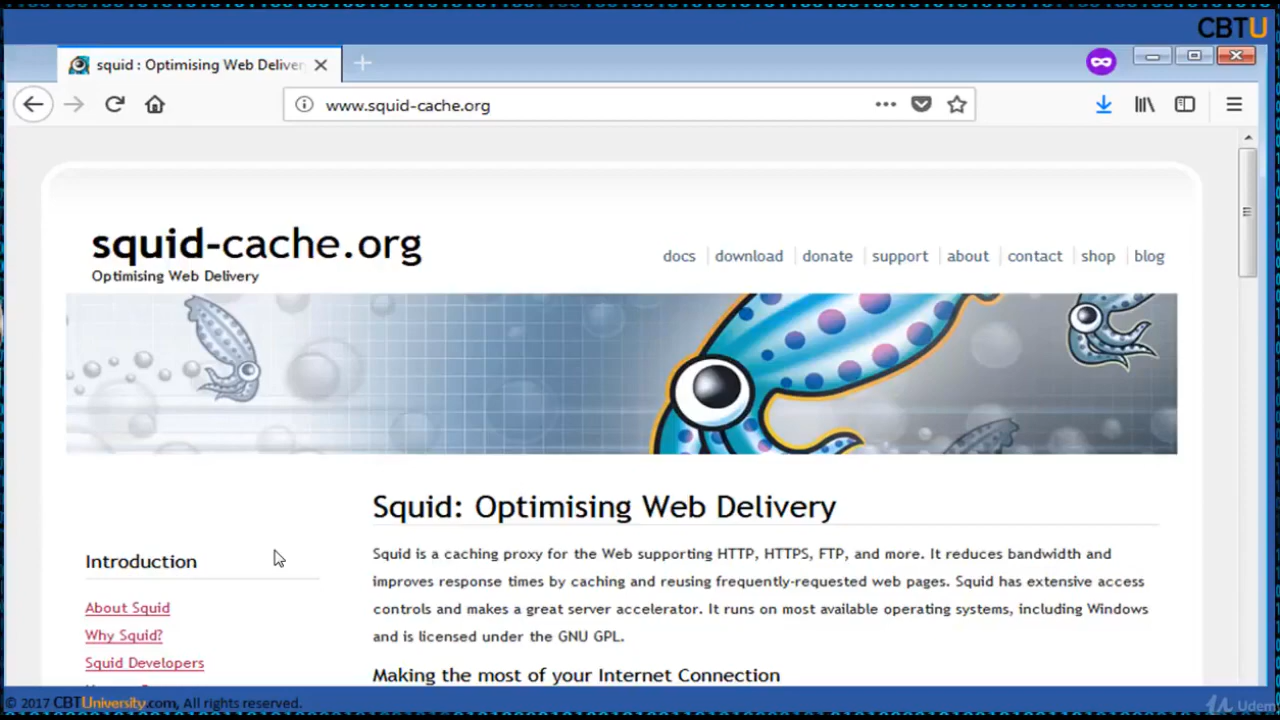 CBTU
squid : Optimising Web Deliver
www.squid-cache.org
squid-cache.org
Optimising Web Delivery
docs download donate support about contact shop blog
Squid: Optimising Web Delivery
Squid is a caching proxy for the Web supporting HTTP, HTTPS, FTP, and more. It reduces bandwidth and
improves response times by caching and reusing frequently-requested web pages. Squid has extensive access
controls and makes a great server accelerator. It runs on most available operating systems, including Windows
and is licensed under the GNU GPL.
Making the most of your Internet Connection
Introduction
About Squid
Why Squid?
Squid Developers
© 2017 CBTUniversity.com, All rights reserved.
Udem